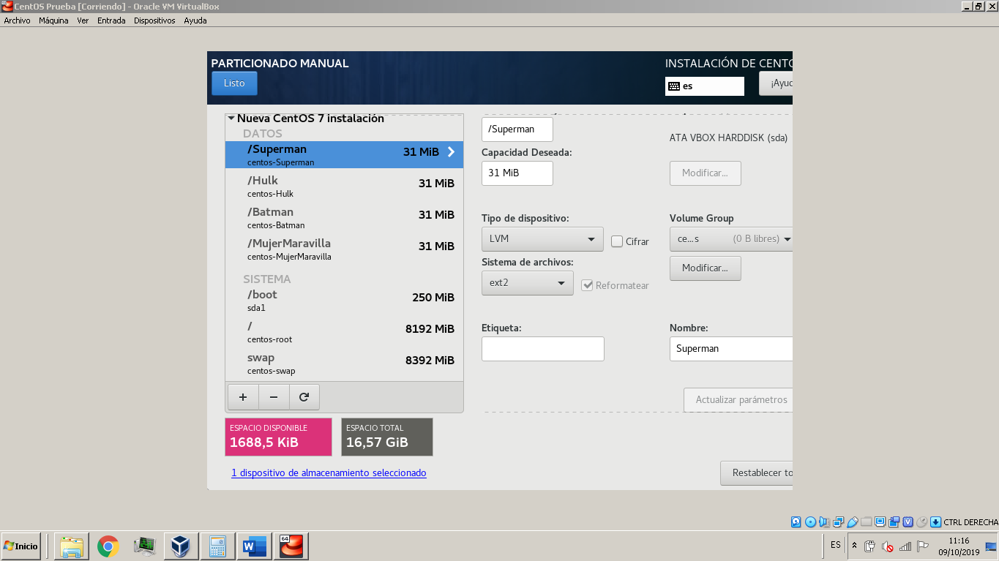 CentOS Prueba [Corriendo] - Oracle VM VirtualBox
Archivo Máquina Ver Entrada Dispositivos Ayuda
PARTICIONADO MANUAL
INSTALACIÓN DE CENTO
Listo
es
¡Ayud
Nueva CentOS 7 instalación
DATOS
/Superman
31 MiB
centos-Superman
/Hulk
31 MiB
centos-Hulk
/Batman
31 MiB
centos-Batman
/MujerMaravilla
31 MiB
centos-MujerMaravilla
SISTEMA
/boot
250 MiB
sda1
/
8192 MiB
centos-root
swap
8392 MiB
centos-swap
+ −
ESPACIO DISPONIBLE
1688,5 KiB
ESPACIO TOTAL
16,57 GiB
1 dispositivo de almacenamiento seleccionado
/Superman
ATA VBOX HARDDISK (sda)
Capacidad Deseada:
31 MiB
Modificar...
Tipo de dispositivo:
Volume Group
LVM
Cifrar
ce...s (0 B libres)
Sistema de archivos:
Modificar...
ext2
Reformatear
Etiqueta:
Nombre:
Superman
Actualizar parámetros
Restablecer to
CTRL DERECHA
Inicio
64
ES
11:16
09/10/2019